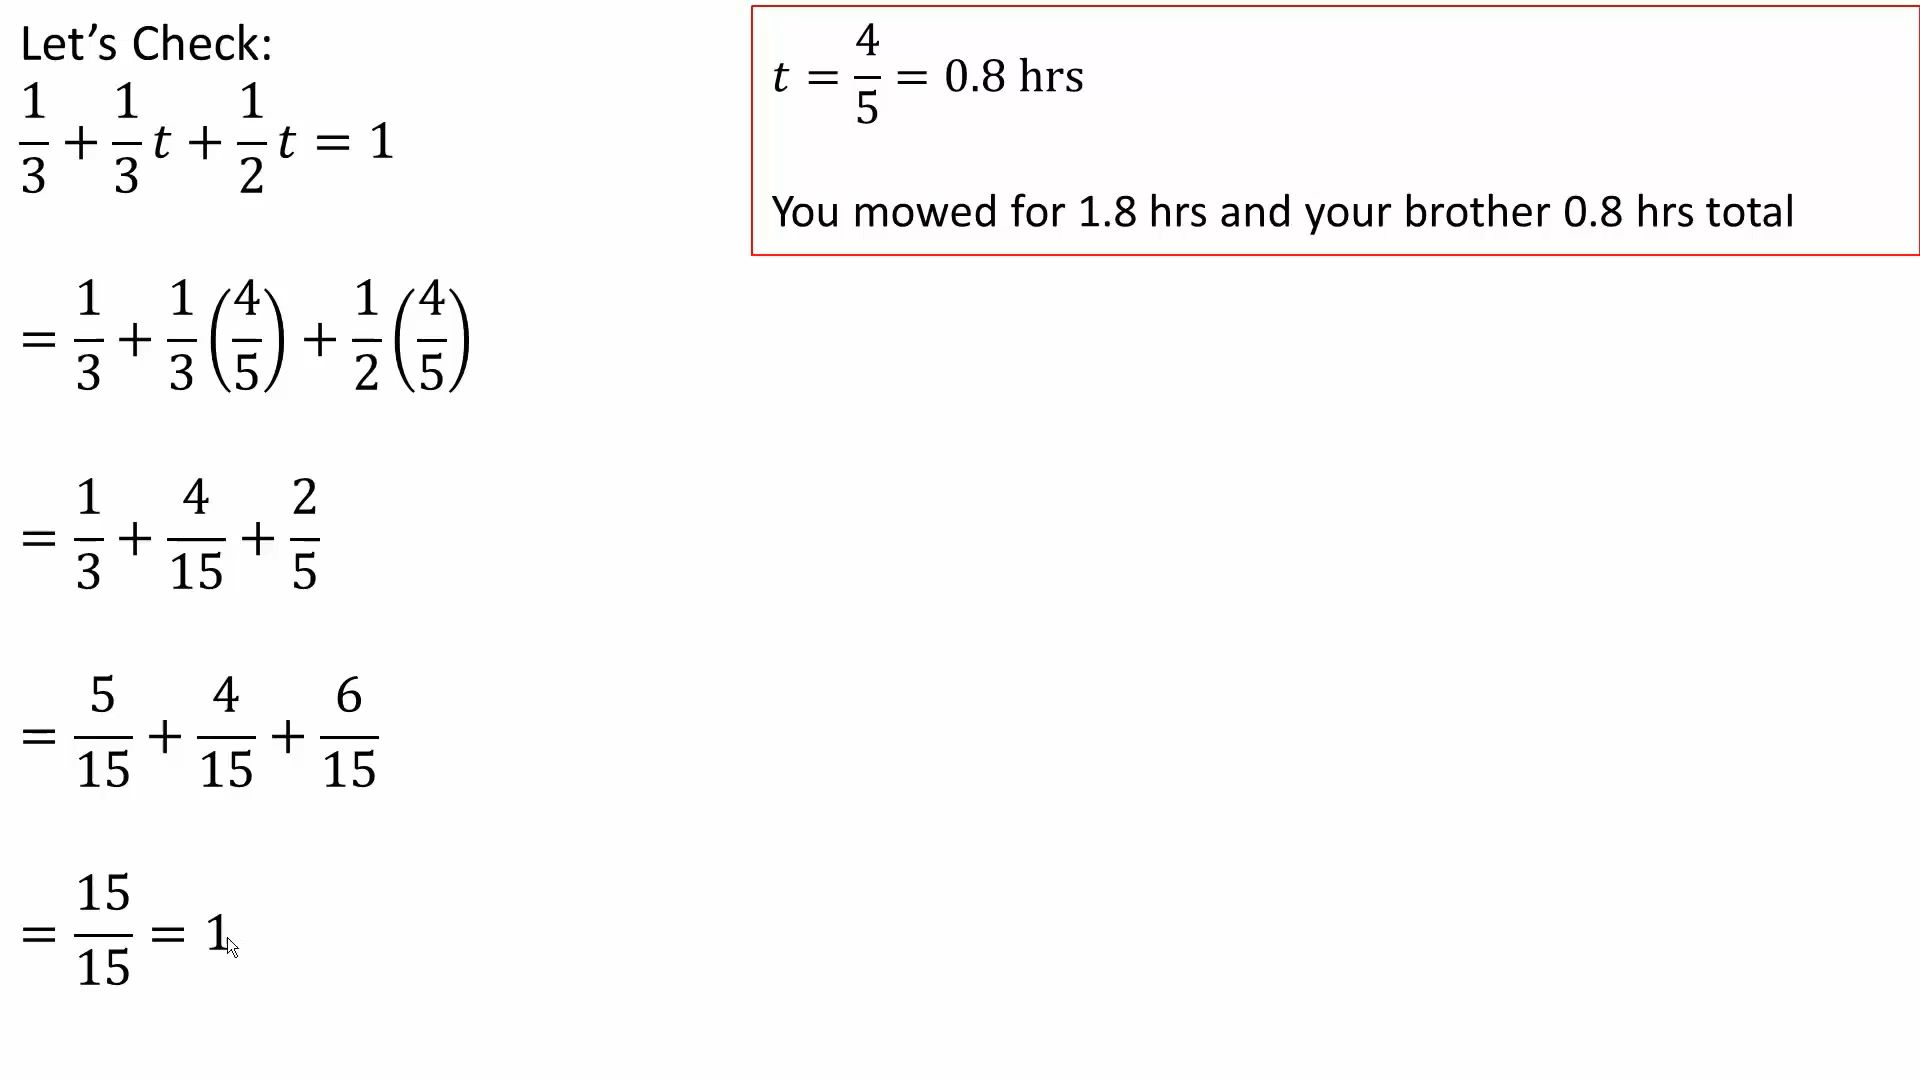 Let's Check:
1/3 + 1/3 t + 1/2 t = 1
= 1/3 + 1/3 (4/5) + 1/2 (4/5)
= 1/3 + 4/15 + 2/5
= 5/15 + 4/15 + 6/15
= 15/15 = 1
t = 4/5 = 0.8 hrs
You mowed for 1.8 hrs and your brother 0.8 hrs total